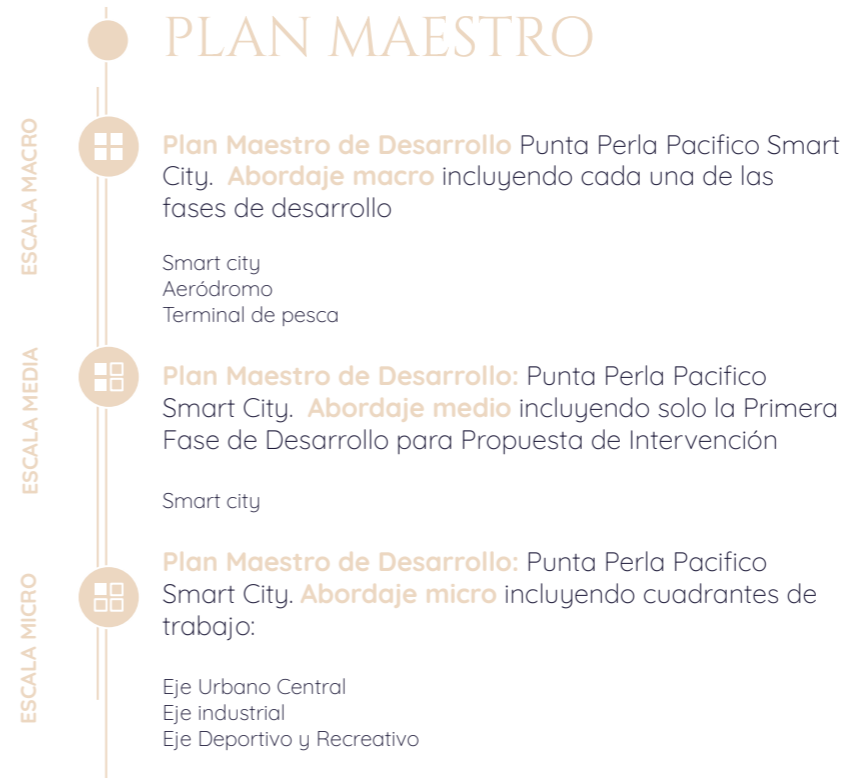 PLAN MAESTRO
ESCALA MACRO
Plan Maestro de Desarrollo Punta Perla Pacifico Smart
City. Abordaje macro incluyendo cada una de las
fases de desarrollo
Smart city
Aeródromo
Terminal de pesca
ESCALA MEDIA
Plan Maestro de Desarrollo: Punta Perla Pacifico
Smart City. Abordaje medio incluyendo solo la Primera
Fase de Desarrollo para Propuesta de Intervención
Smart city
ESCALA MICRO
Plan Maestro de Desarrollo: Punta Perla Pacifico
Smart City. Abordaje micro incluyendo cuadrantes de
trabajo:
Eje Urbano Central
Eje industrial
Eje Deportivo y Recreativo